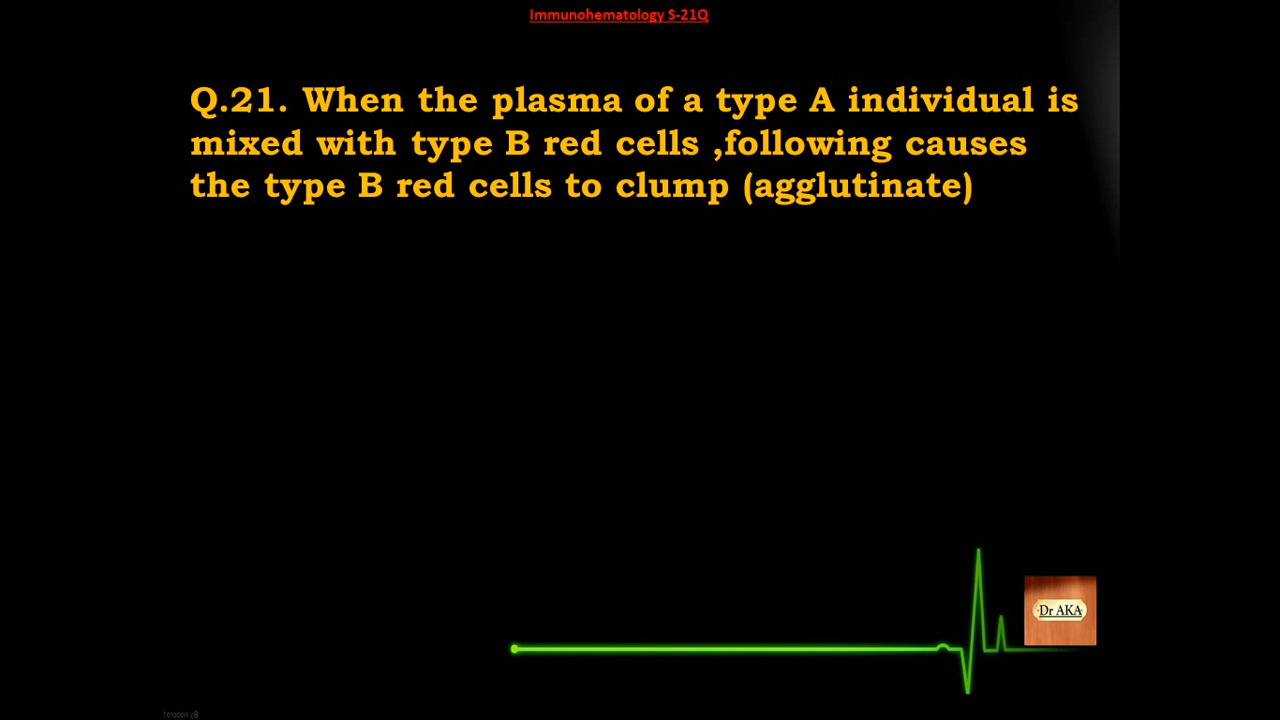 Immunohematology S-21Q
Q.21. When the plasma of a type A individual is
mixed with type B red cells ,following causes
the type B red cells to clump (agglutinate)
Dr AKA